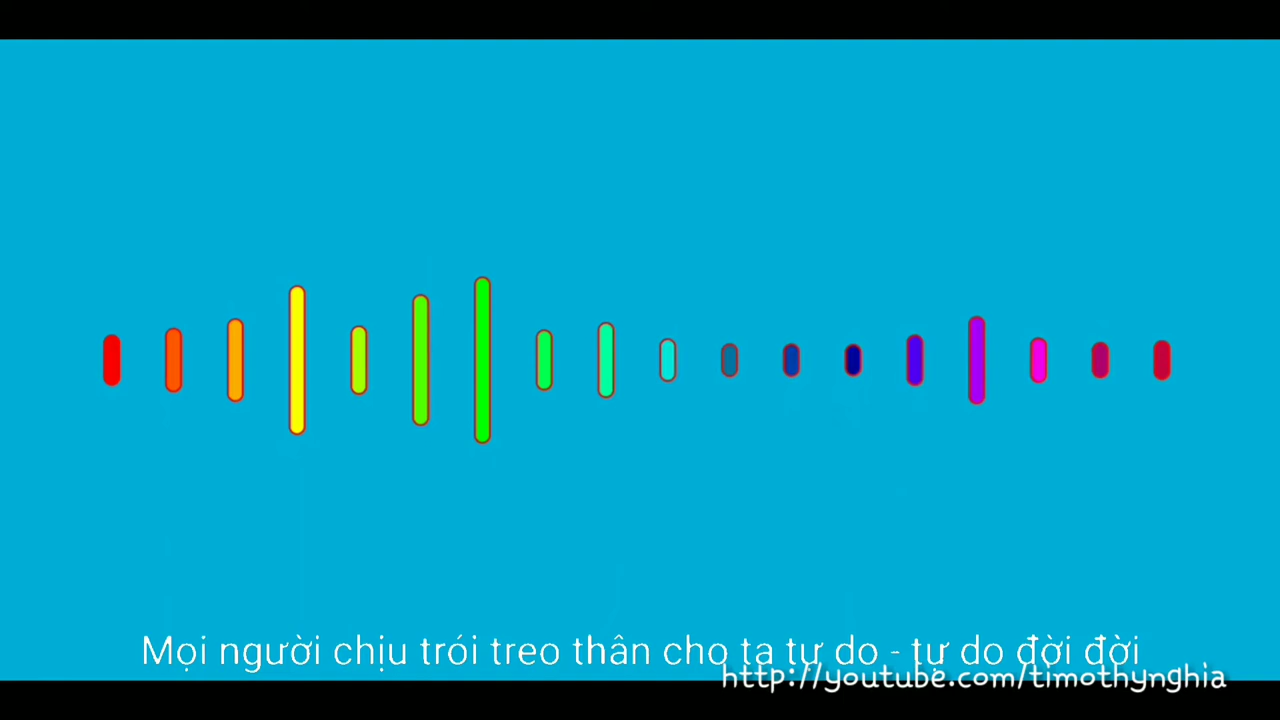 Mọi người chịu trói treo thân cho ta tự do - tự do đời đời
http://youtube.com/timothynghia